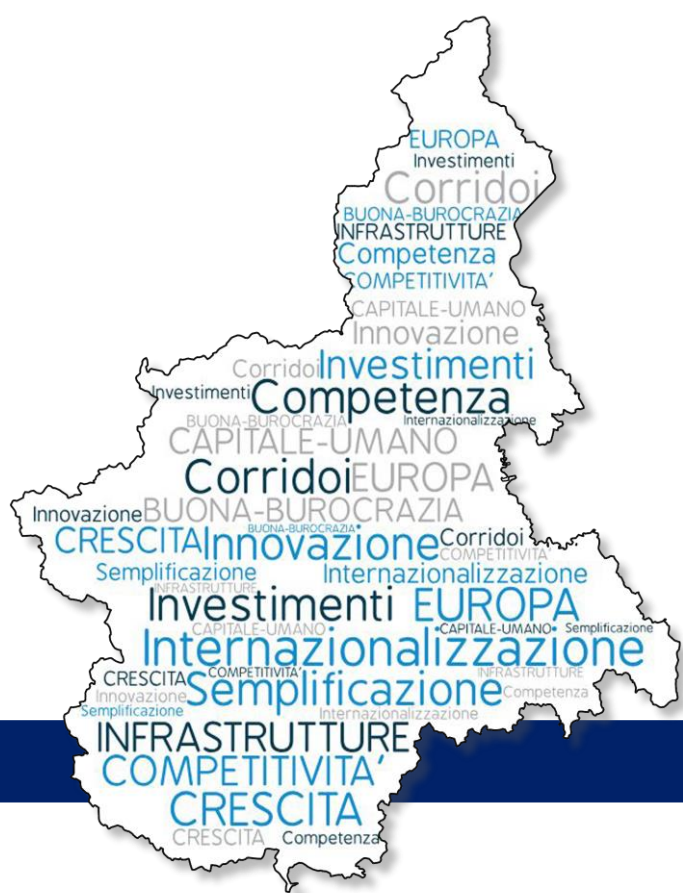 EUROPA
Investimenti
Corridoi
BUONA-BUROCRAZIA
INFRASTRUTTURE
Competenza
COMPETITIVITA'
CAPITALE-UMANO
Innovazione
Corridoi Investimenti
Investimenti Competenza
BUONA-BUROCRAZIA Internazionalizzazione
CAPITALE-UMANO
Corridoi EUROPA
Innovazione BUONA-BUROCRAZIA
BUONA-BUROCRAZIA•
CRESCITA Innovazione Corridoi
COMPETITIVITA'
Semplificazione Internazionalizzazione
INFRASTRUTTURE
Investimenti EUROPA
CAPITALE-UMANO •CAPITALE-UMANO• Semplificazione
Internazionalizzazione
CRESCITA COMPETITIVITA' INFRASTRUTTURE
Innovazione Semplificazione Competenza
Semplificazione Internazionalizzazione
INFRASTRUTTURE
COMPETITIVITA'
CRESCITA
CRESCITA Competenza